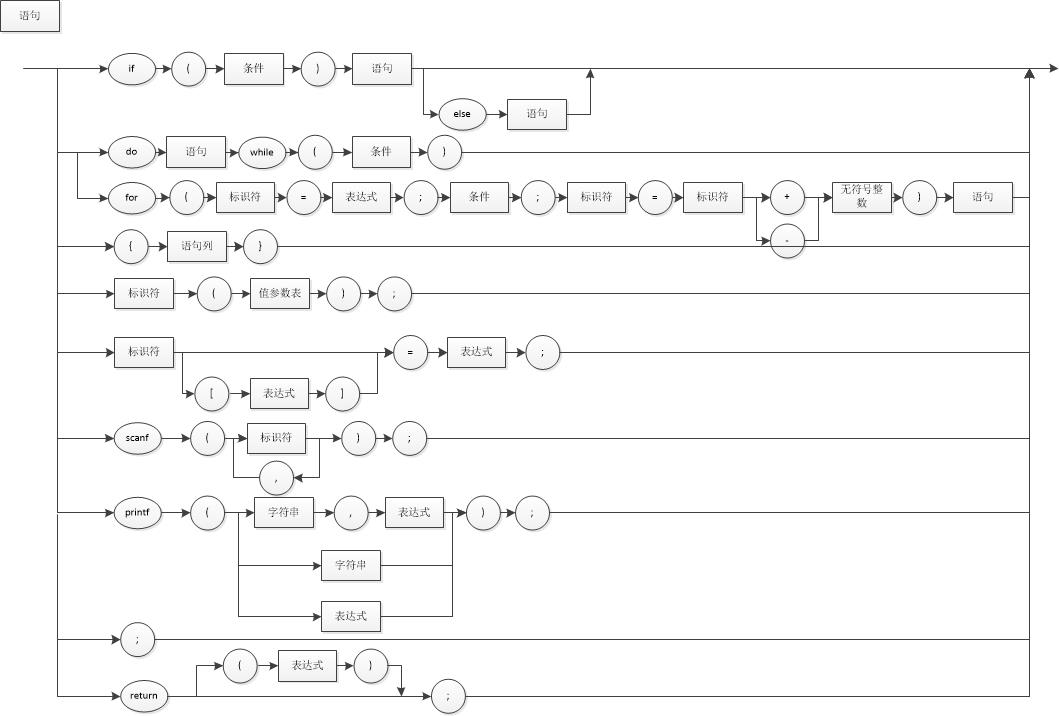 语句
if ( 条件 ) 语句
else 语句
do 语句 while ( 条件 )
for ( 标识符 = 表达式 ; 条件 ; 标识符 = 标识符 + 无符号整数 ) 语句
-
{ 语句列 }
标识符 ( 值参数表 ) ;
标识符 = 表达式 ;
[ 表达式 ]
scanf ( 标识符 ) ;
,
printf ( 字符串 , 表达式 ) ;
字符串
表达式
;
( 表达式 )
return ;